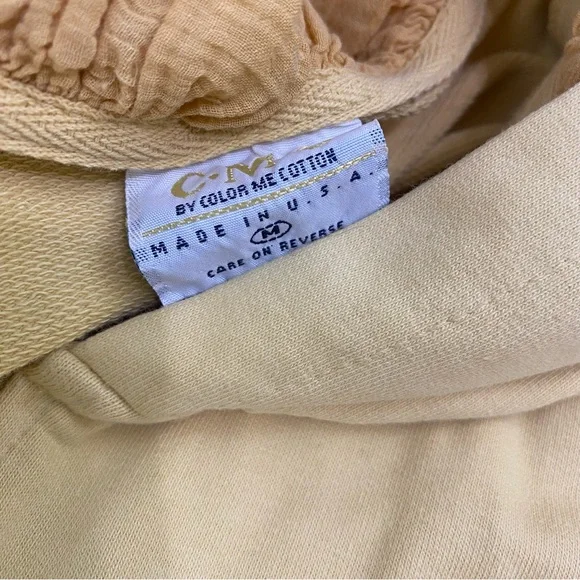 C·M·C
BY COLOR ME COTTON
MADE IN U.S.A.
M
CARE ON REVERSE